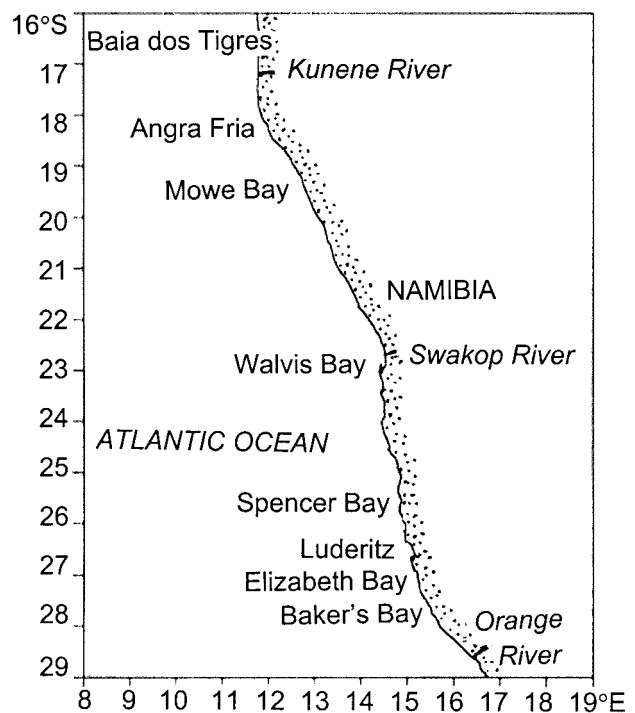 16°S
Baia dos Tigres
17
Kunene River
18
Angra Fria
19
Mowe Bay
20
21
NAMIBIA
22
Swakop River
23
Walvis Bay
24
ATLANTIC OCEAN
25
Spencer Bay
26
Luderitz
27
Elizabeth Bay
Baker's Bay
28
Orange
River
29
8 9 10 11 12 13 14 15 16 17 18 19°E